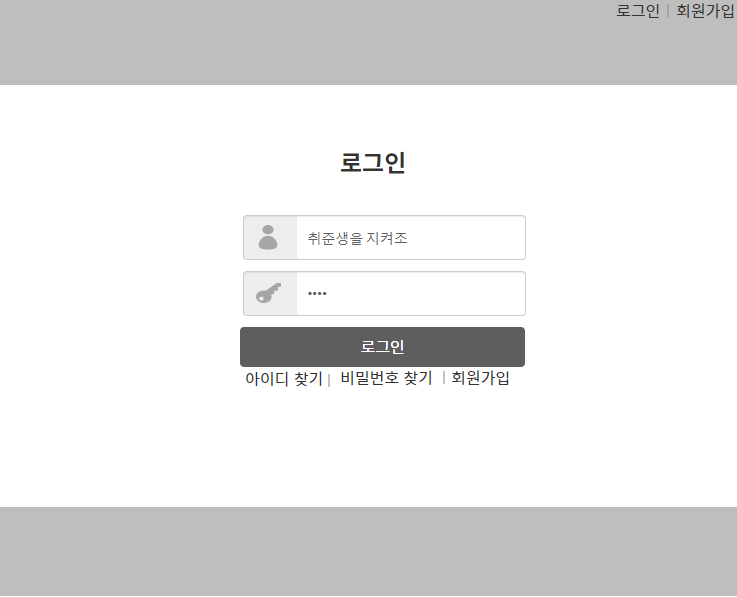 로그인 | 회원가입
로그인
취준생을 지켜조
••••
로그인
아이디 찾기 | 비밀번호 찾기 | 회원가입